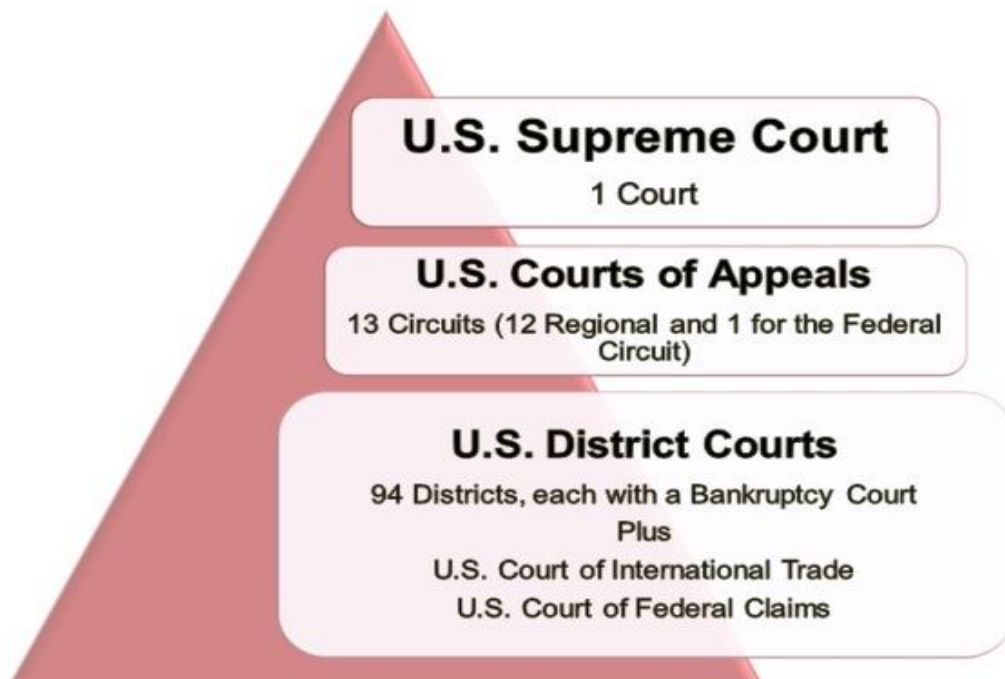 U.S. Supreme Court
1 Court
U.S. Courts of Appeals
13 Circuits (12 Regional and 1 for the Federal
Circuit)
U.S. District Courts
94 Districts, each with a Bankruptcy Court
Plus
U.S. Court of International Trade
U.S. Court of Federal Claims